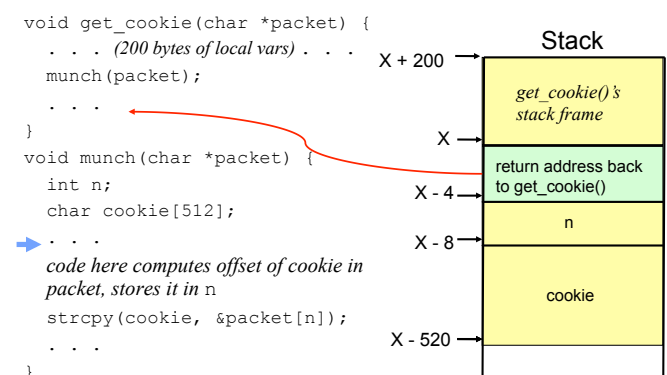 void get_cookie(char *packet) {
. . . (200 bytes of local vars) . . .
munch(packet);
. . .
}
void munch(char *packet) {
int n;
char cookie[512];
. . .
code here computes offset of cookie in
packet, stores it in n
strcpy(cookie, &packet[n]);
. . .
}
Stack
X + 200
get_cookie()'s
stack frame
X
return address back
to get_cookie()
X - 4
n
X - 8
cookie
X - 520